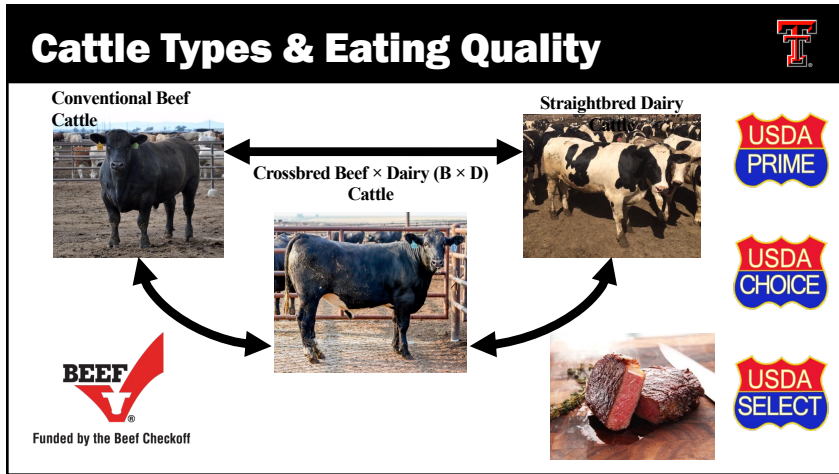 Cattle Types & Eating Quality
Conventional Beef
Cattle
Straightbred Dairy
Cattle
Crossbred Beef × Dairy (B × D)
Cattle
USDA
PRIME
USDA
CHOICE
USDA
SELECT
BEEF
®
Funded by the Beef Checkoff